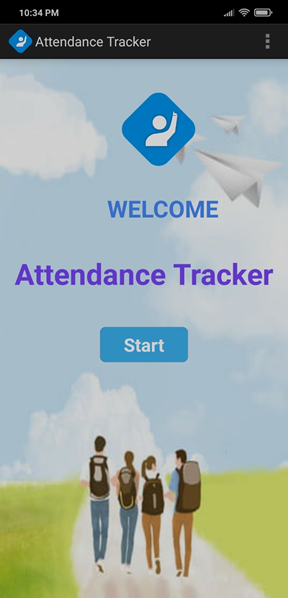 10:34 PM
Attendance Tracker
WELCOME
Attendance Tracker
Start